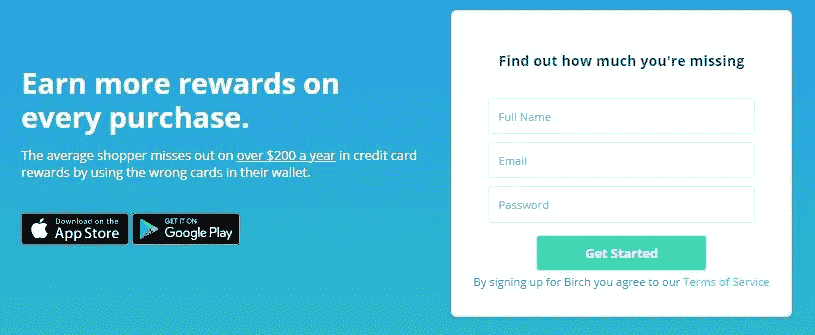 Earn more rewards on
every purchase.
The average shopper misses out on over $200 a year in credit card
rewards by using the wrong cards in their wallet.
Download on the
App Store
GET IT ON
Google Play
Find out how much you're missing
Full Name
Email
Password
Get Started
By signing up for Birch you agree to our Terms of Service